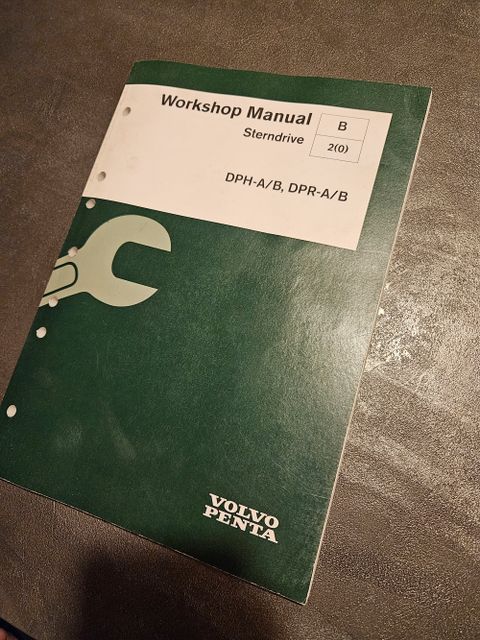 Workshop Manual
Sterndrive
B
2(0)
DPH-A/B, DPR-A/B
VOLVO
PENTA